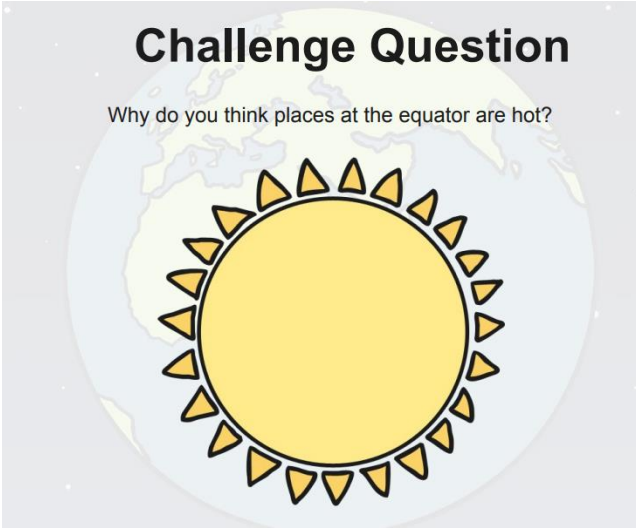 Challenge Question
Why do you think places at the equator are hot?